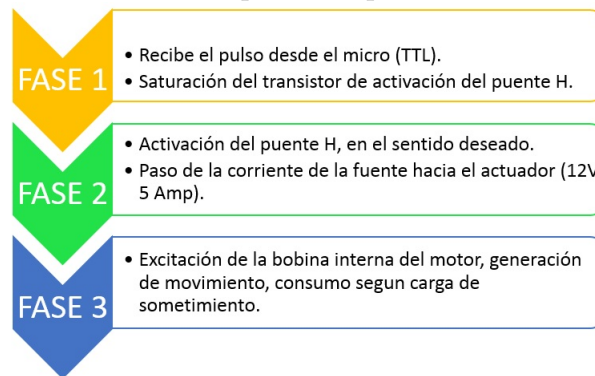 FASE 1
• Recibe el pulso desde el micro (TTL).
• Saturación del transistor de activación del puente H.
FASE 2
• Activación del puente H, en el sentido deseado.
• Paso de la corriente de la fuente hacia el actuador (12V
5 Amp).
FASE 3
• Excitación de la bobina interna del motor, generación
de movimiento, consumo segun carga de
sometimiento.